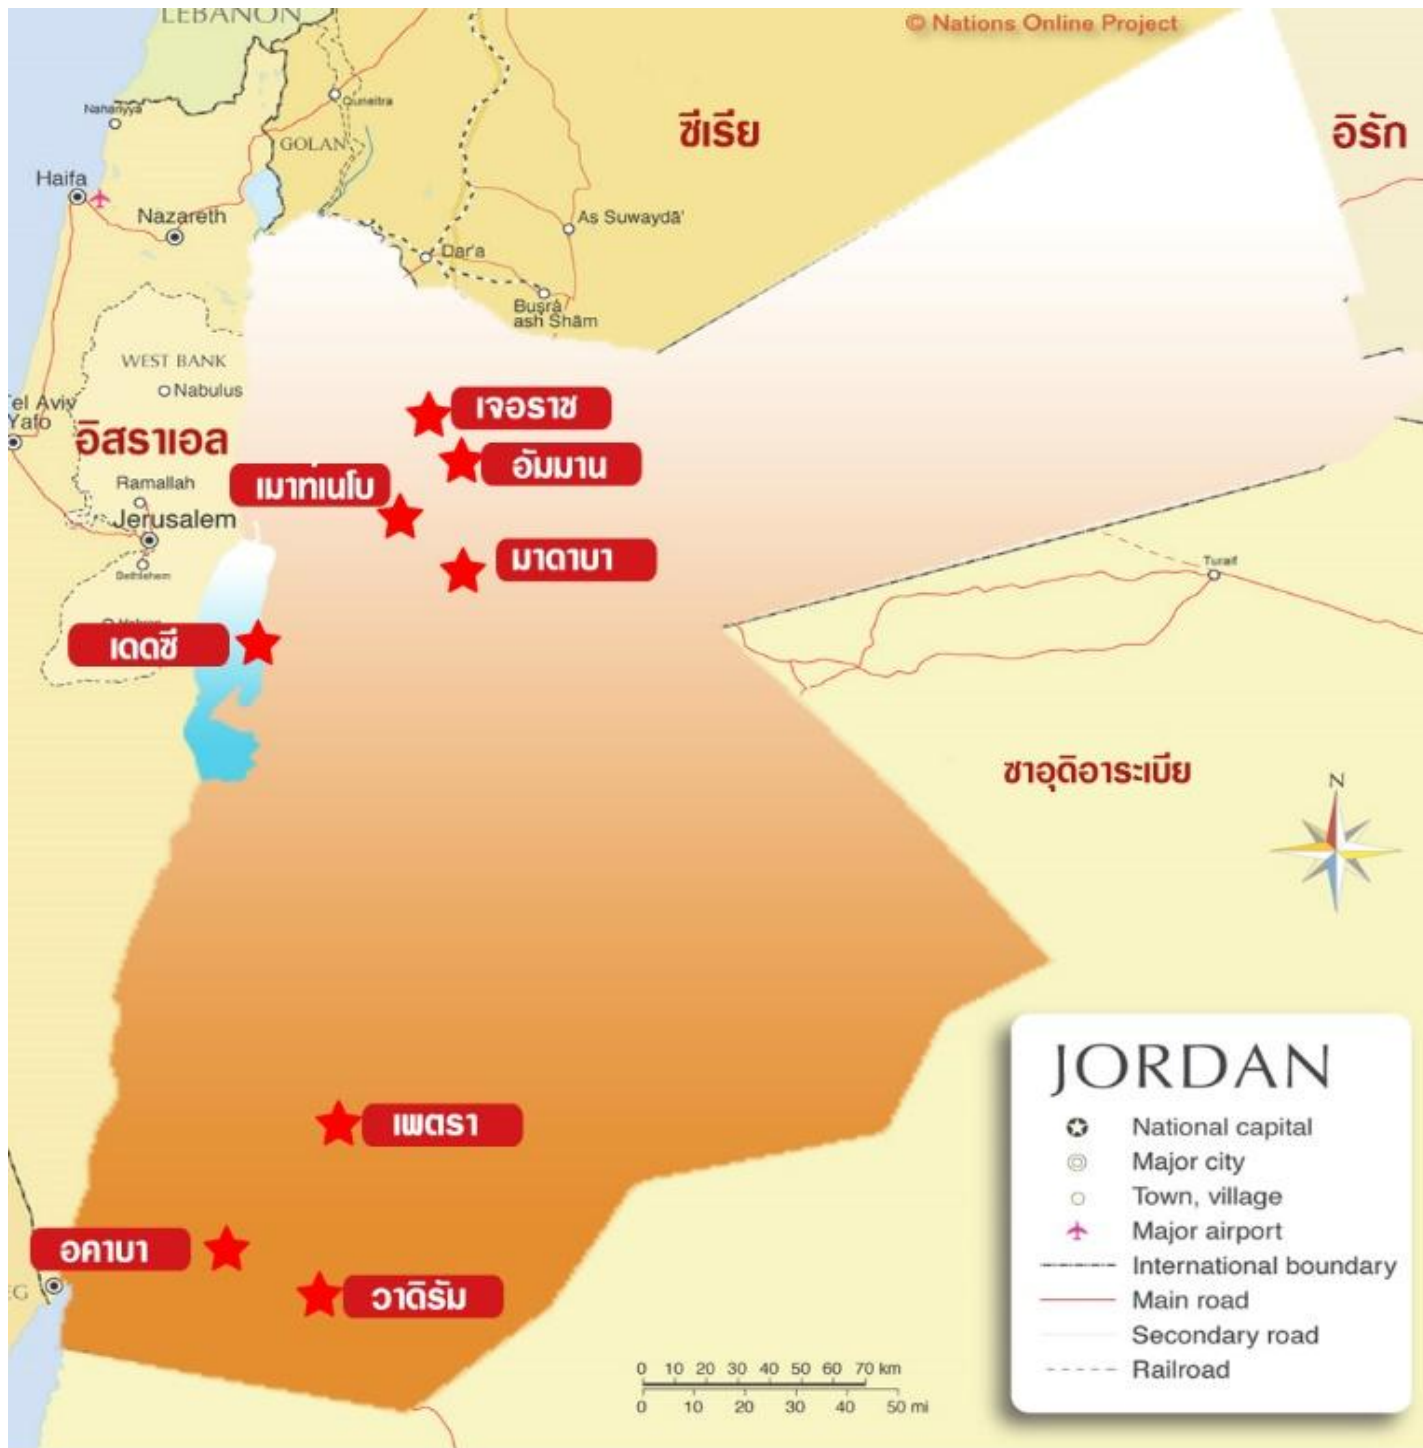 LEBANON
© Nations Online Project
Nahariyya
Quneitra
GOLAN
ซีเรีย
อิรัก
Haifa
Nazareth
As Suwaydā'
Dar'a
Buşrá
ash Shām
WEST BANK
Nabulus
el Aviv
Yafo
อิสราเอล
เจอราช
อัมมาน
เมาท์เนโบ
Ramallah
Jerusalem
มาดาบา
Bethlehem
Turaif
เดดซี
ซาอุดิอาระเบีย
N
JORDAN
National capital
Major city
Town, village
Major airport
International boundary
Main road
Secondary road
Railroad
เพตรา
อคาบา
วาดิรัม
0 10 20 30 40 50 60 70 km
0 10 20 30 40 50 mi